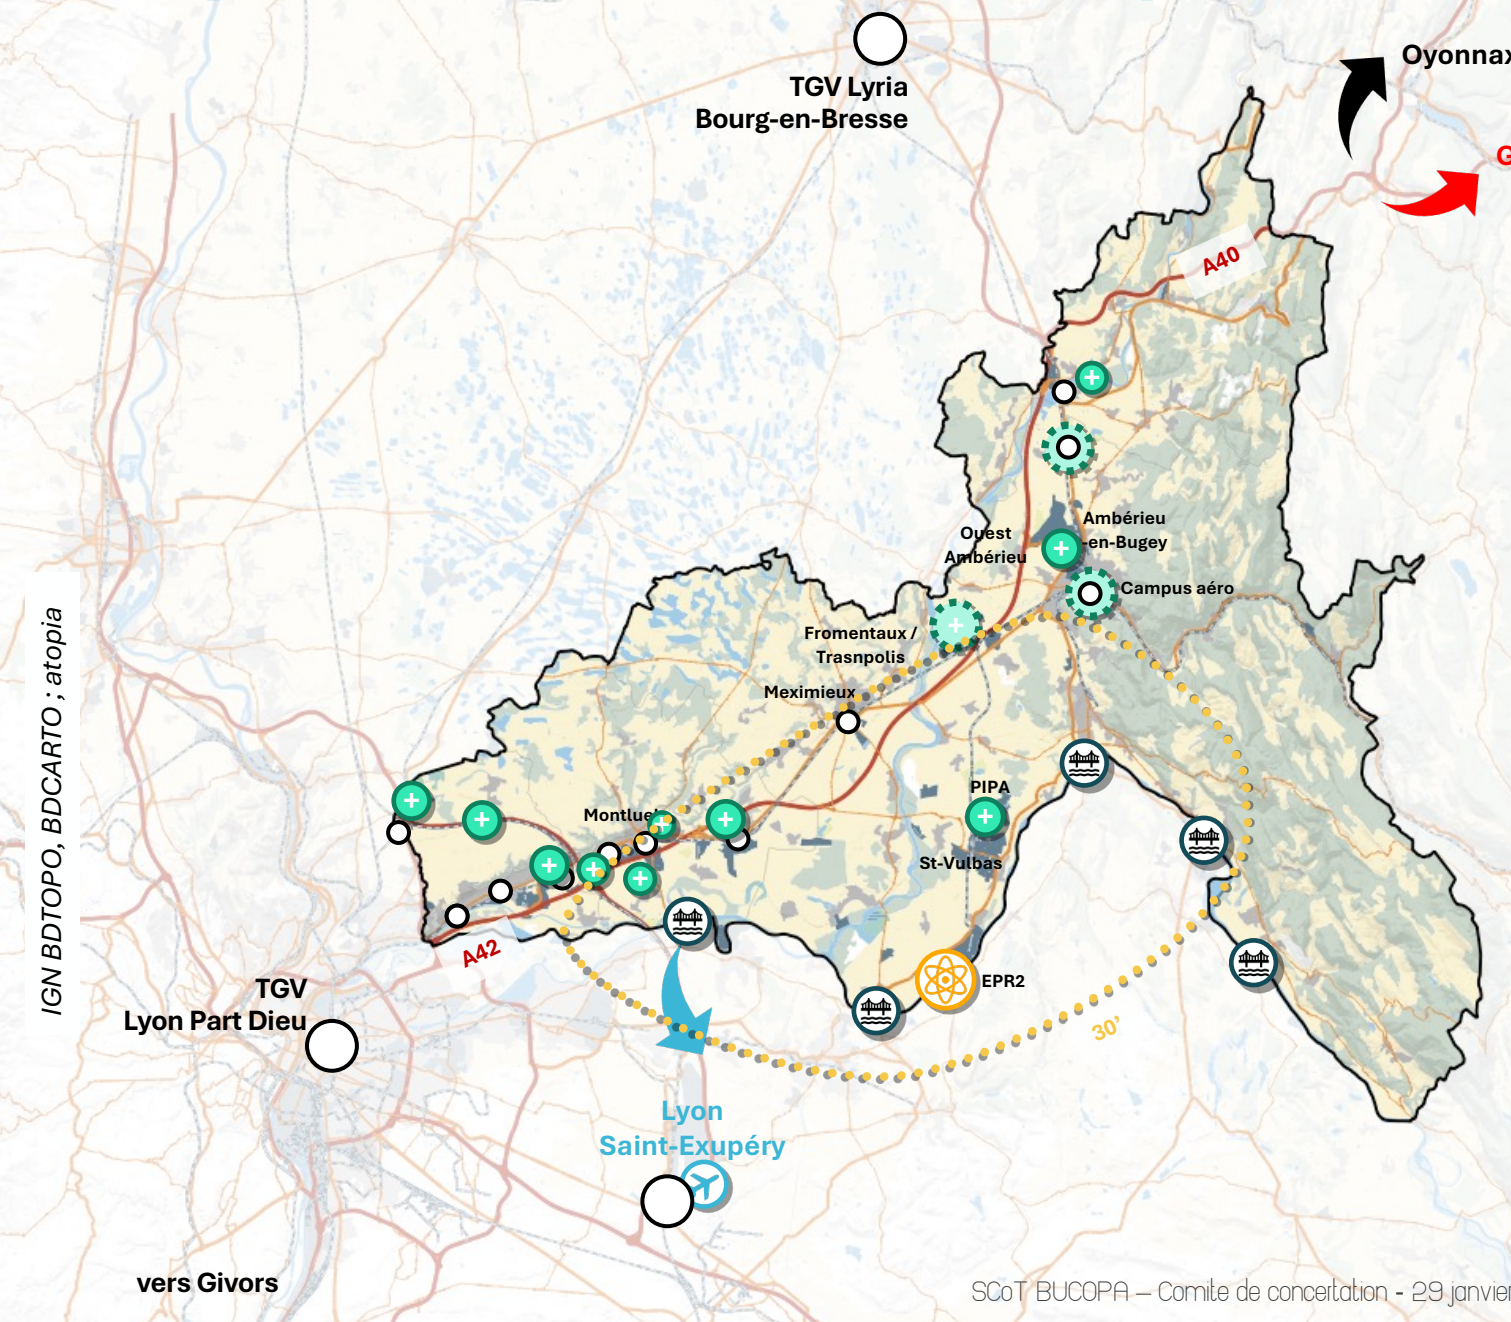 Oyonnax
TGV Lyria
Bourg-en-Bresse
G
A40
Ambérieu
-en-Bugey
Ouest
Ambérieu
Campus aéro
Fromentaux /
Trasnpolis
Meximieux
IGN BDTOPO, BDCARTO ; atopia
PIPA
Montluel
St-Vulbas
A42
EPR2
TGV
Lyon Part Dieu
30'
Lyon
Saint-Exupéry
vers Givors
SCoT BUCOPA – Comite de concertation - 29 janvier